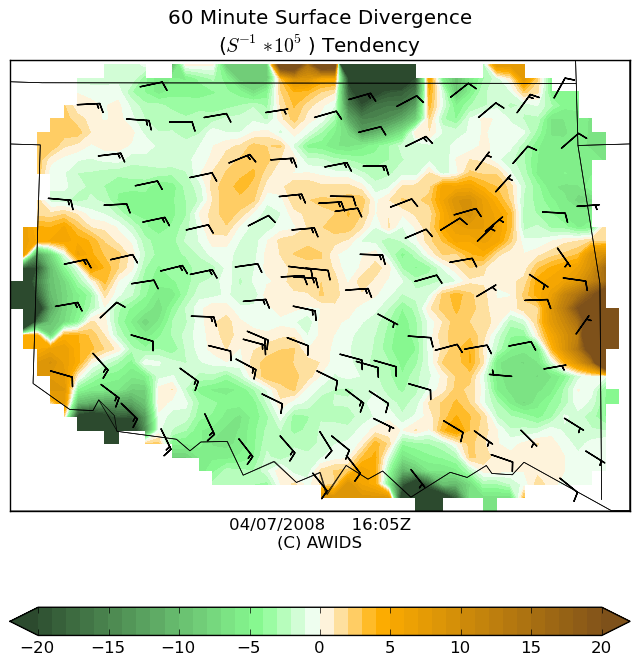 60 Minute Surface Divergence
(S⁻¹ *10⁵ ) Tendency
04/07/2008 16:05Z
(C) AWIDS
−20 −15 −10 −5 0 5 10 15 20